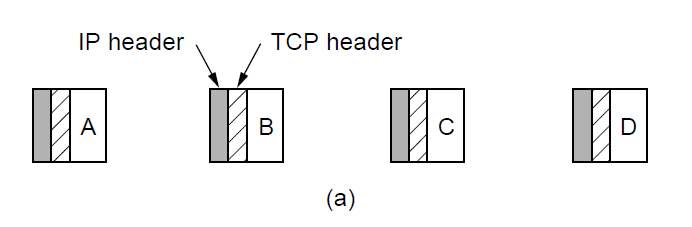 IP header TCP header
A B C D
(a)